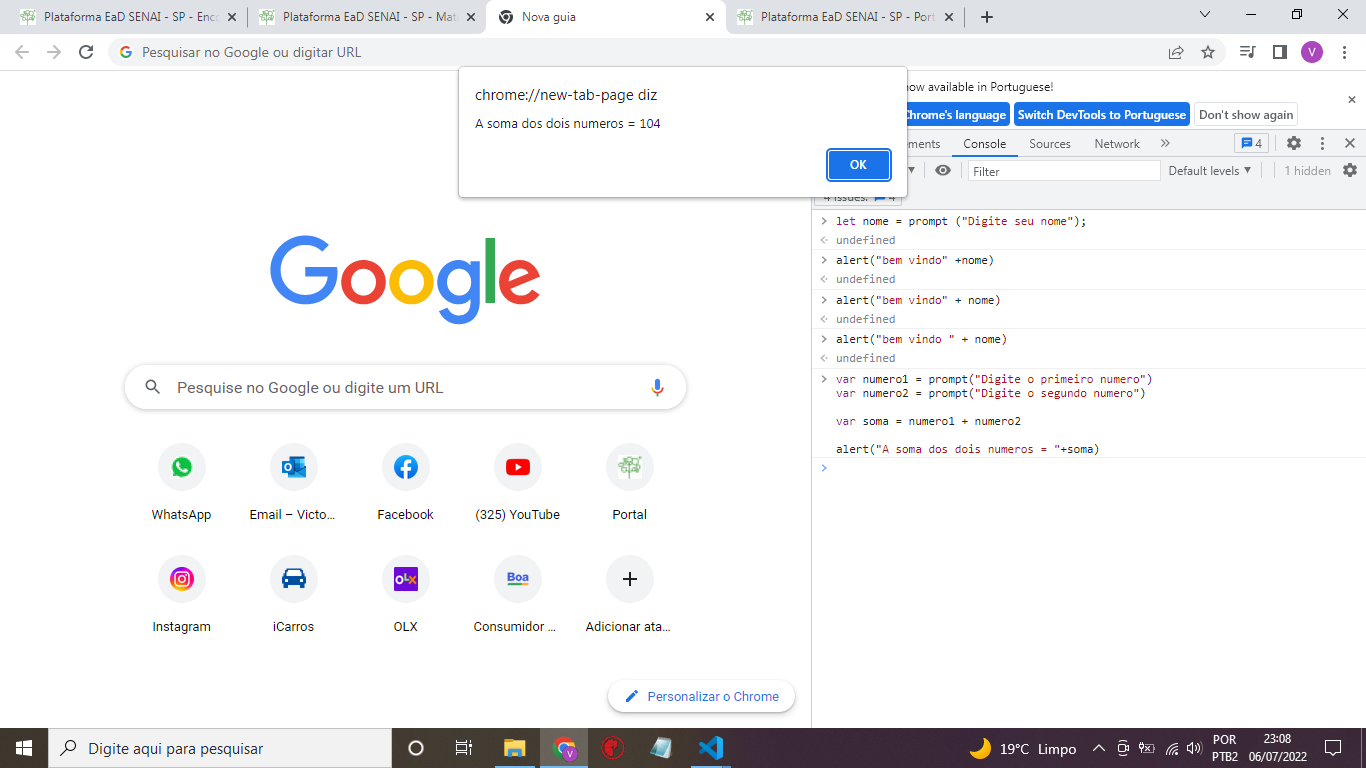 Plataforma EaD SENAI - SP - Enco
Plataforma EaD SENAI - SP - Mat
Nova guia
Plataforma EaD SENAI - SP - Port
Pesquisar no Google ou digitar URL
V
chrome://new-tab-page diz
A soma dos dois numeros = 104
OK
now available in Portuguese!
Chrome's language
Switch DevTools to Portuguese
Don't show again
ments
Console
Sources
Network
4
Filter
Default levels
1 hidden
4 Issues:
4
let nome = prompt ("Digite seu nome");
undefined
alert("bem vindo" +nome)
undefined
alert("bem vindo" + nome)
undefined
alert("bem vindo " + nome)
undefined
var numero1 = prompt("Digite o primeiro numero")
var numero2 = prompt("Digite o segundo numero")
var soma = numero1 + numero2
alert("A soma dos dois numeros = "+soma)
Google
Pesquise no Google ou digite um URL
WhatsApp
Email – Victo...
Facebook
(325) YouTube
Portal
Instagram
iCarros
OLX
Boa
Consumidor ...
Adicionar ata...
Personalizar o Chrome
Digite aqui para pesquisar
V
19°C Limpo
POR
PTB2
23:08
06/07/2022